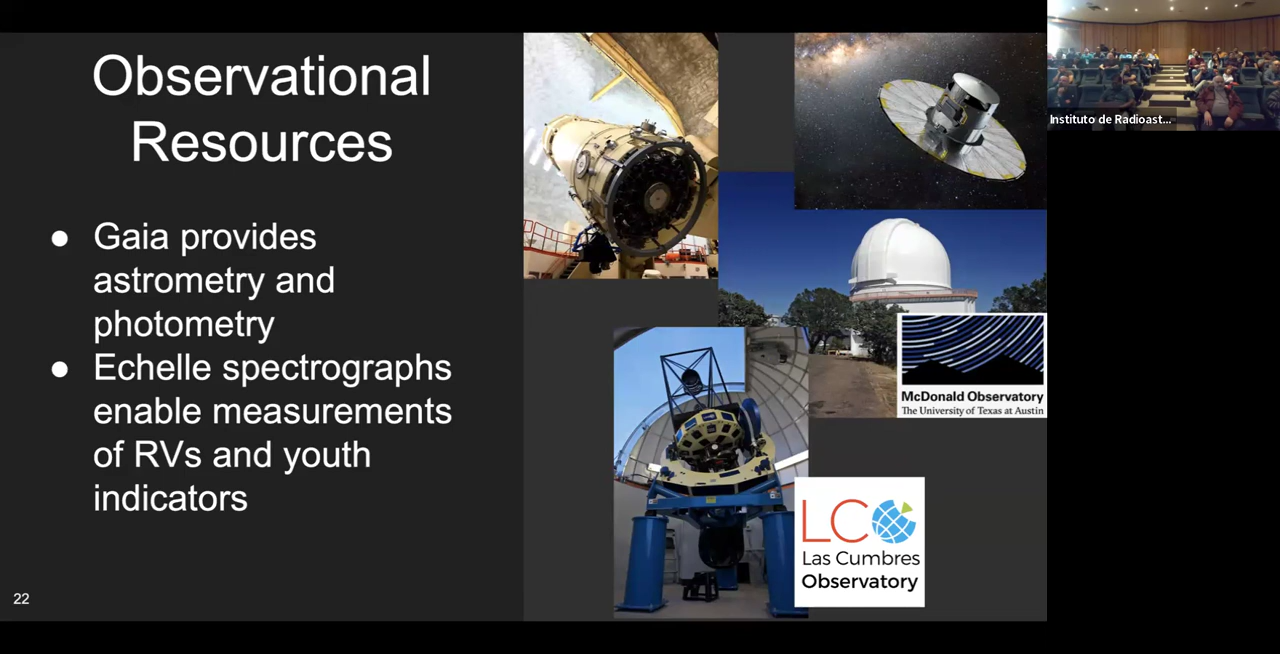 Observational
Resources
● Gaia provides
astrometry and
photometry
● Echelle spectrographs
enable measurements
of RVs and youth
indicators
22
McDonald Observatory
The University of Texas at Austin
LCO
Las Cumbres
Observatory
Instituto de Radioast...